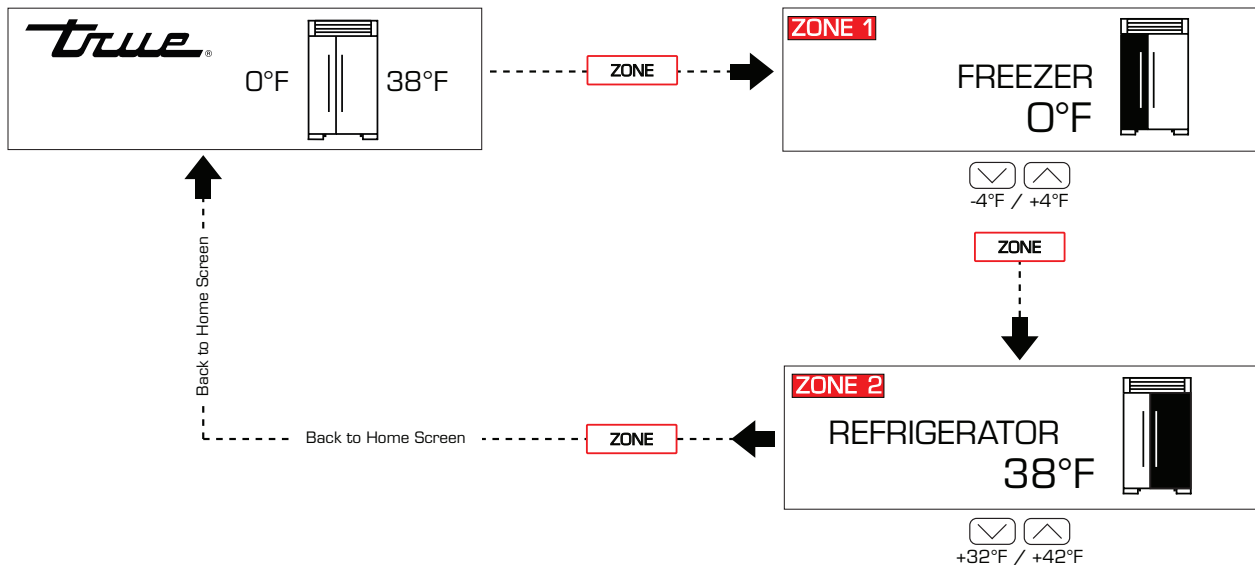 true®
0°F
38°F
ZONE
ZONE 1
FREEZER
0°F
-4°F / +4°F
ZONE
ZONE 2
REFRIGERATOR
38°F
+32°F / +42°F
ZONE
Back to Home Screen
Back to Home Screen